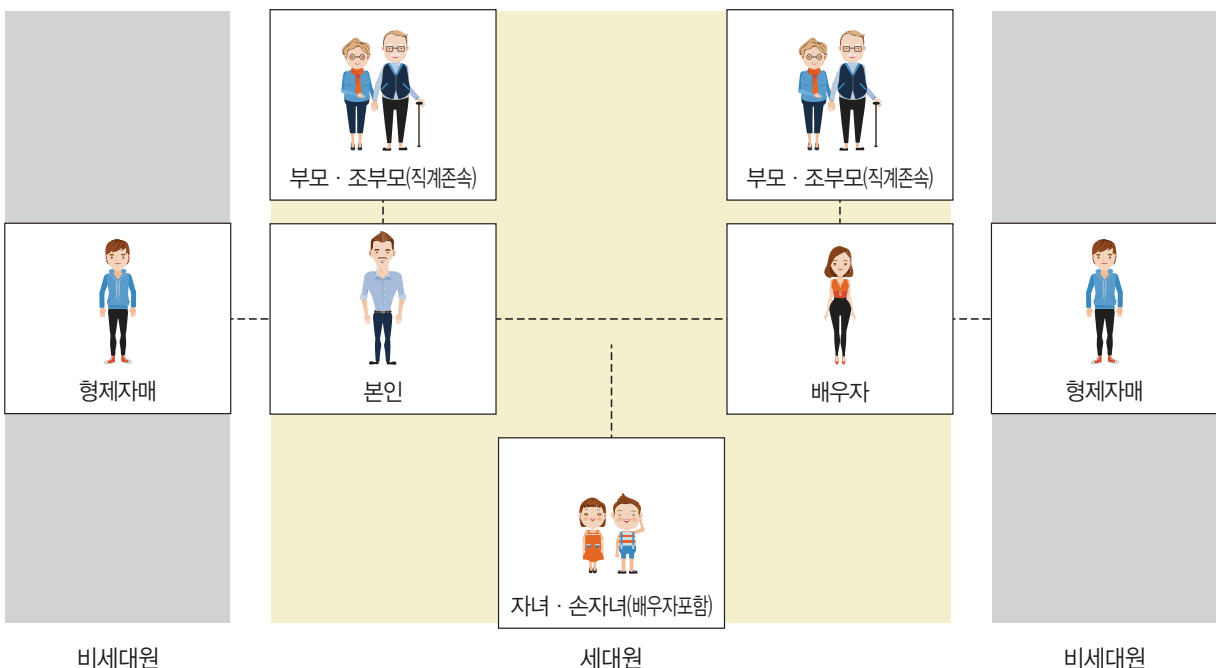 부모 · 조부모(직계존속)
부모 · 조부모(직계존속)
형제자매
본인
배우자
형제자매
자녀 · 손자녀(배우자포함)
비세대원
세대원
비세대원